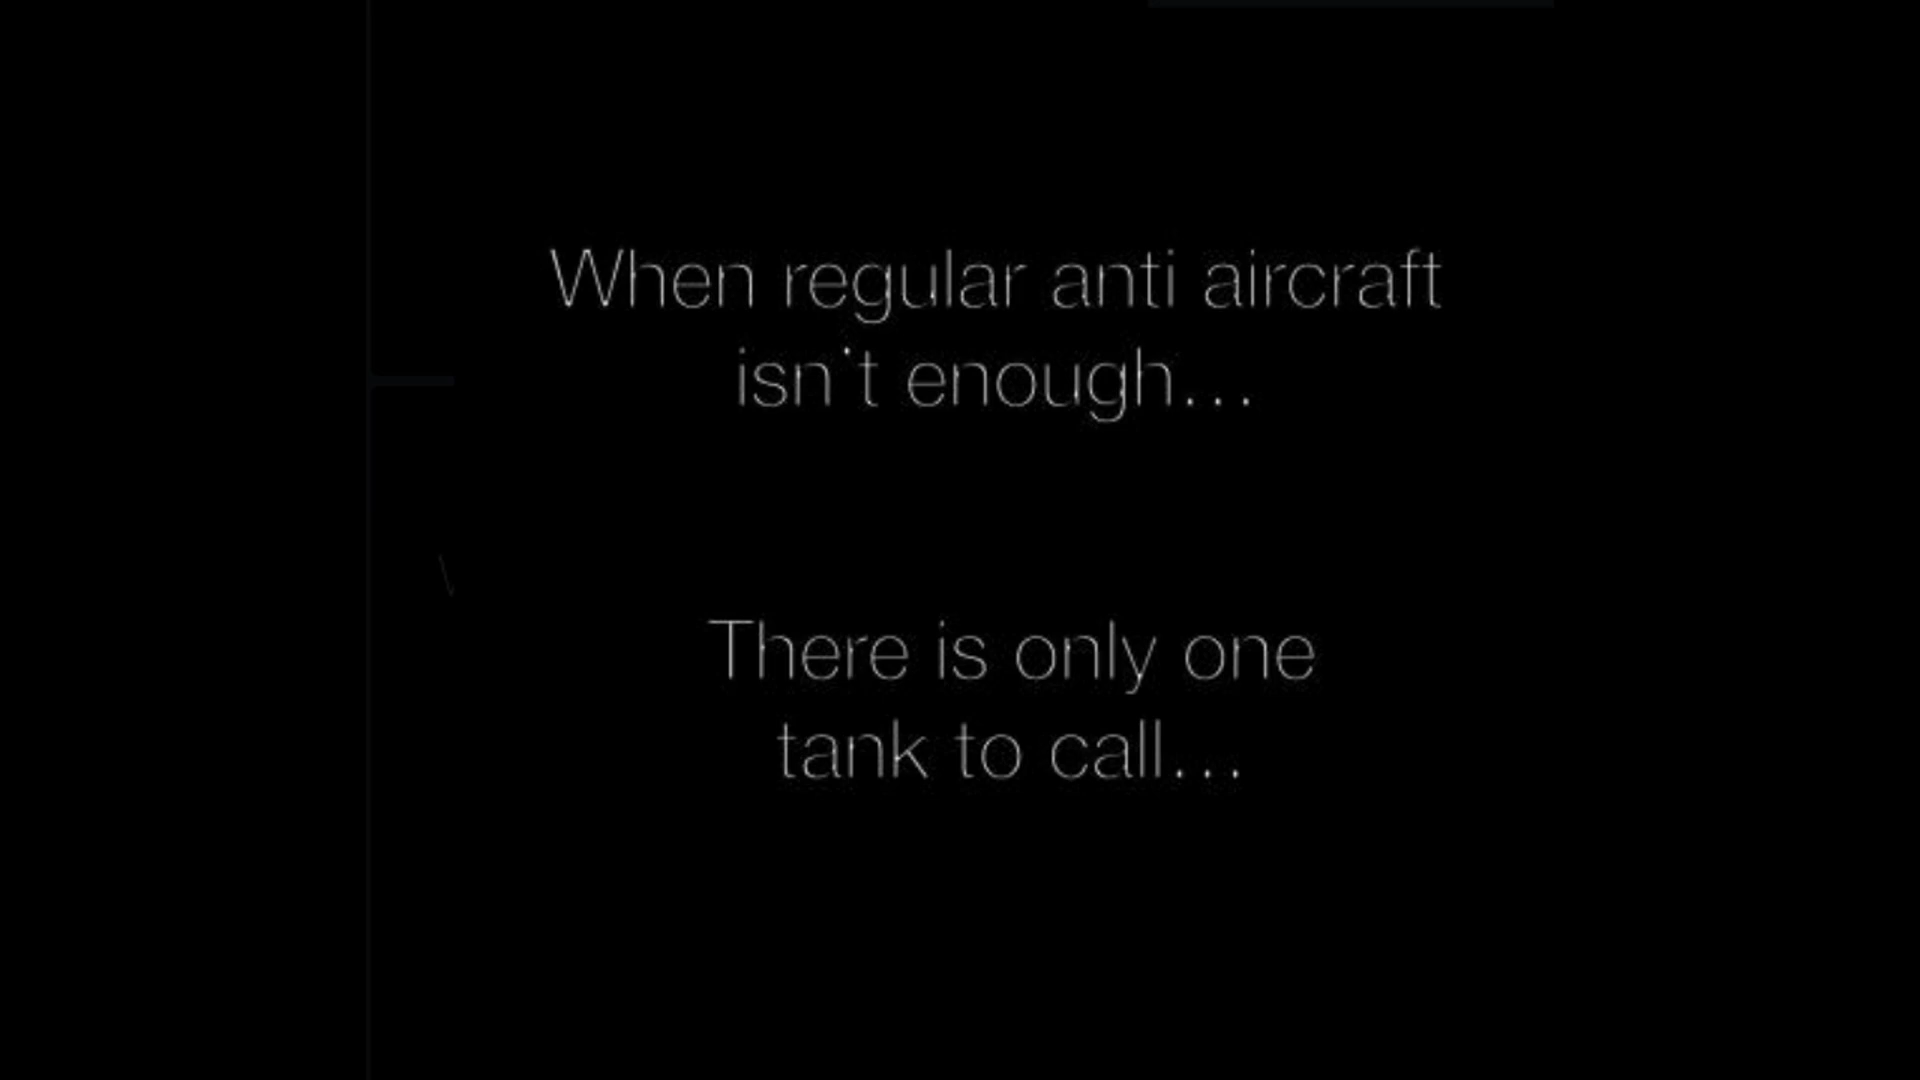 When regular anti aircraft
isn't enough...
There is only one
tank to call...